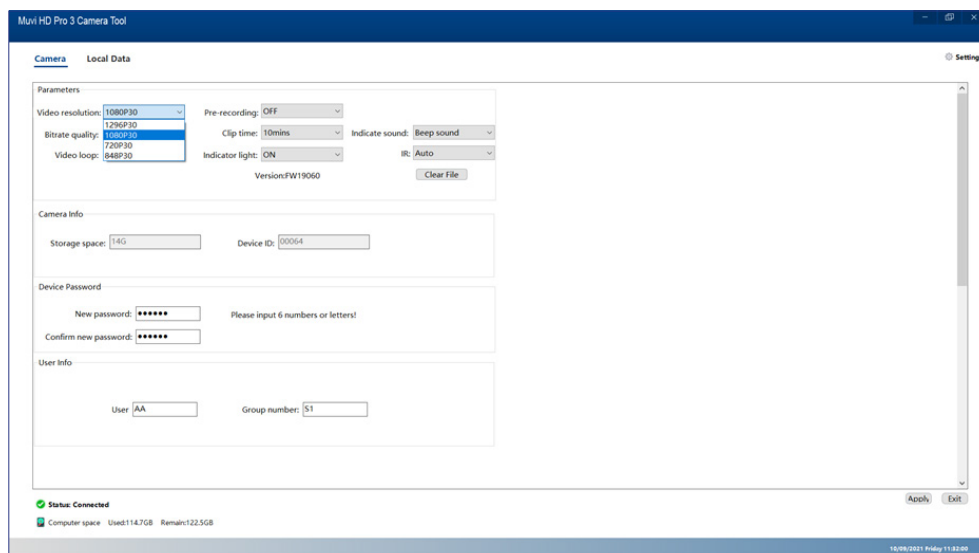 Muvi HD Pro 3 Camera Tool
Camera Local Data Setting
Parameters
Video resolution: 1080P30 Pre-recording: OFF
1296P30
Bitrate quality: 1080P30 Clip time: 10mins Indicate sound: Beep sound
720P30
Video loop: 848P30 Indicator light: ON IR: Auto
Version:FW19060 Clear File
Camera Info
Storage space: 14G Device ID: 00064
Device Password
New password: •••••• Please input 6 numbers or letters!
Confirm new password: ••••••
User Info
User AA Group number: S1
Status: Connected Apply Exit
Computer space Used:114.7GB Remain:122.5GB
10/09/2021 Friday 11:32:00